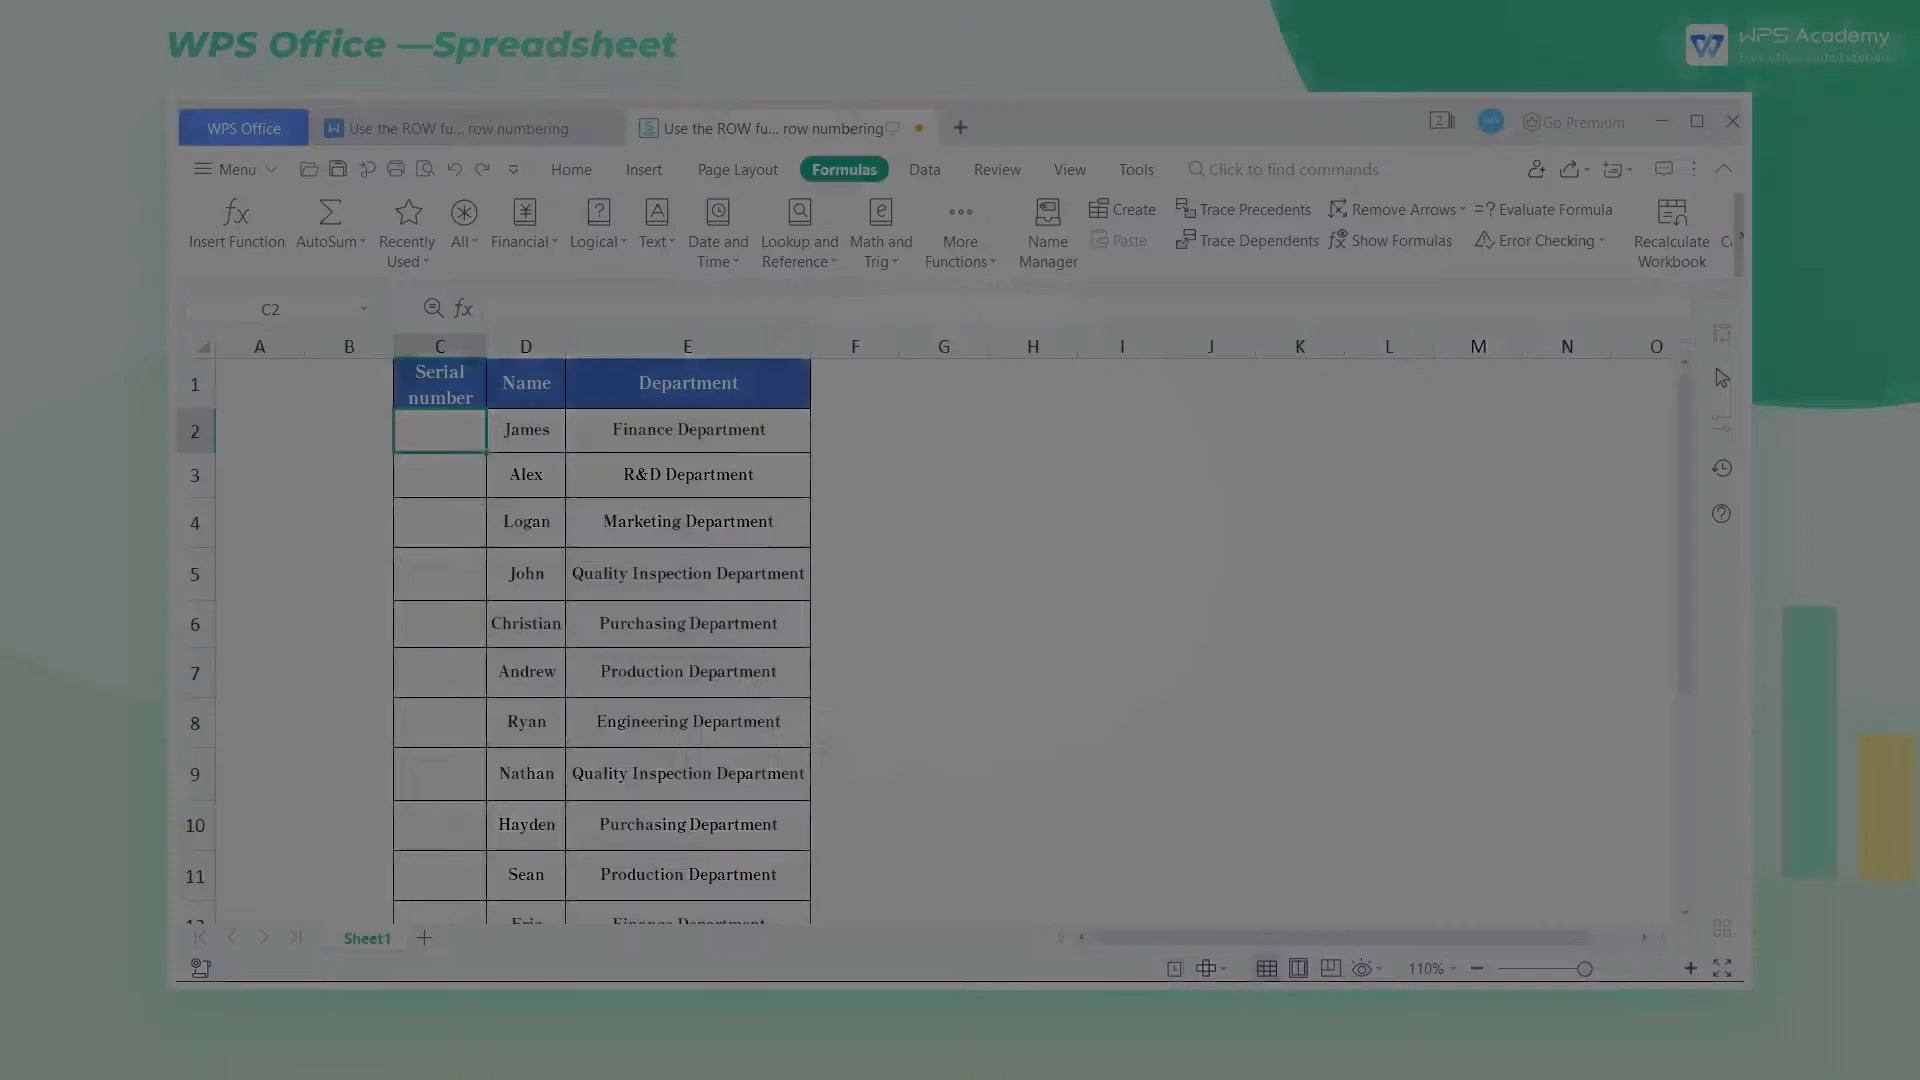 WPS Office —Spreadsheet
WPS Academy
WPS Office
Use the ROW fu... row numbering
Use the ROW fu... row numbering
2
Go Premium
Menu
Home
Insert
Page Layout
Formulas
Data
Review
View
Tools
Click to find commands
Insert Function
AutoSum
Recently Used
All
Financial
Logical
Text
Date and Time
Lookup and Reference
Math and Trig
More Functions
Name Manager
Create
Paste
Trace Precedents
Trace Dependents
Remove Arrows
Show Formulas
Evaluate Formula
Error Checking
Recalculate Workbook
C2
fx
A B C D E F G H I J K L M N O
1 Serial number Name Department
2 James Finance Department
3 Alex R&D Department
4 Logan Marketing Department
5 John Quality Inspection Department
6 Christian Purchasing Department
7 Andrew Production Department
8 Ryan Engineering Department
9 Nathan Quality Inspection Department
10 Hayden Purchasing Department
11 Sean Production Department
Sheet1
110%